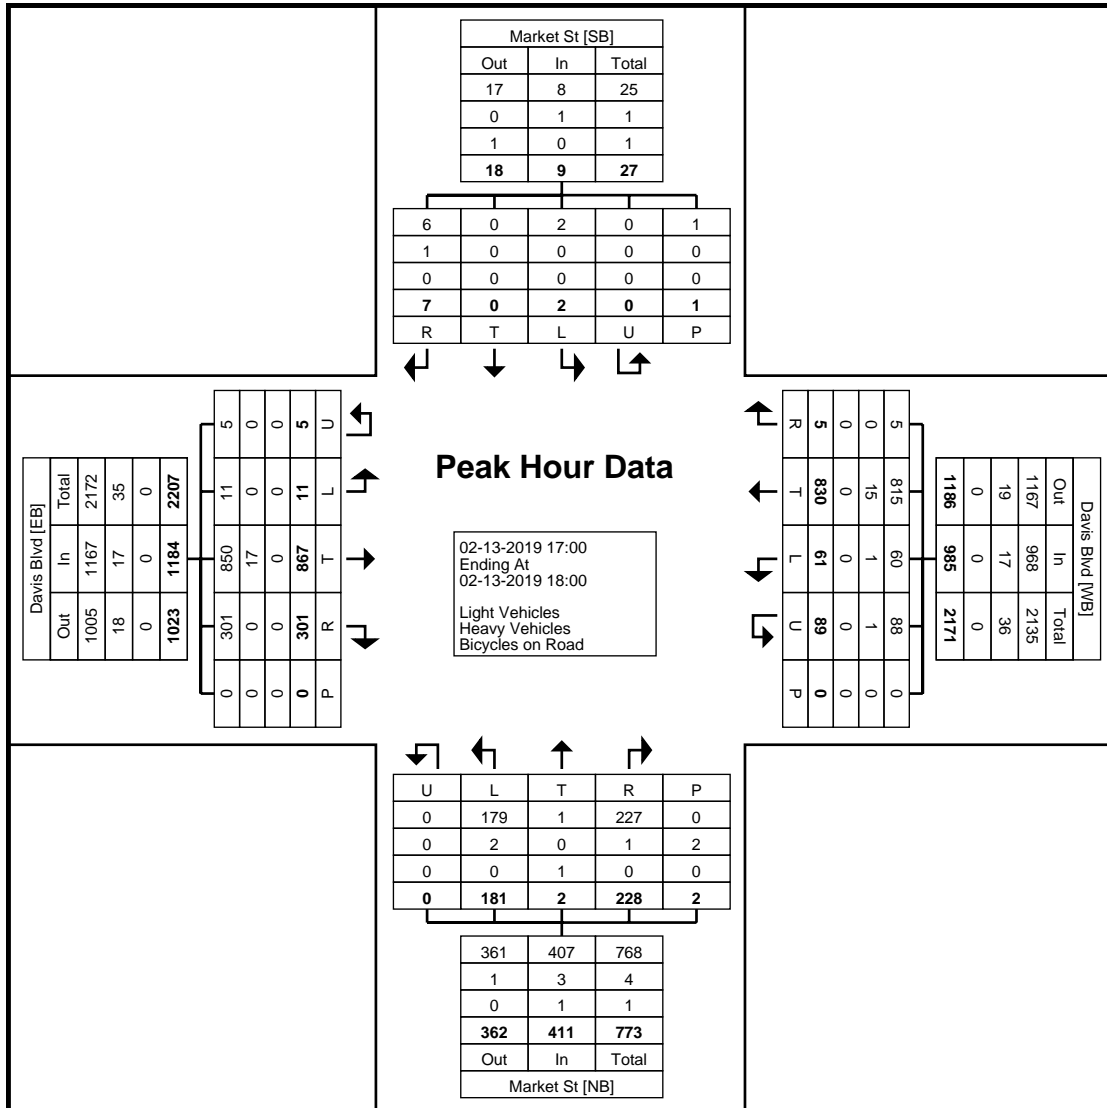 Market St [SB]
Out In Total
17 8 25
0 1 1
1 0 1
18 9 27
6 0 2 0 1
1 0 0 0 0
0 0 0 0 0
7 0 2 0 1
R T L U P
Davis Blvd [EB]
Total In Out
2172 1167 1005
35 17 18
0 0 0
2207 1184 1023
5 11 850 301 0
0 0 17 0 0
0 0 0 0 0
5 11 867 301 0
U L T R P
Peak Hour Data
02-13-2019 17:00
Ending At
02-13-2019 18:00
Light Vehicles
Heavy Vehicles
Bicycles on Road
R T L U P
5 830 61 89 0
0 0 0 0 0
0 15 1 1 0
5 815 60 88 0
1186 985 2171
0 0 0
19 17 36
1167 968 2135
Out In Total
Davis Blvd [WB]
U L T R P
0 179 1 227 0
0 2 0 1 2
0 0 1 0 0
0 181 2 228 2
361 407 768
1 3 4
0 1 1
362 411 773
Out In Total
Market St [NB]